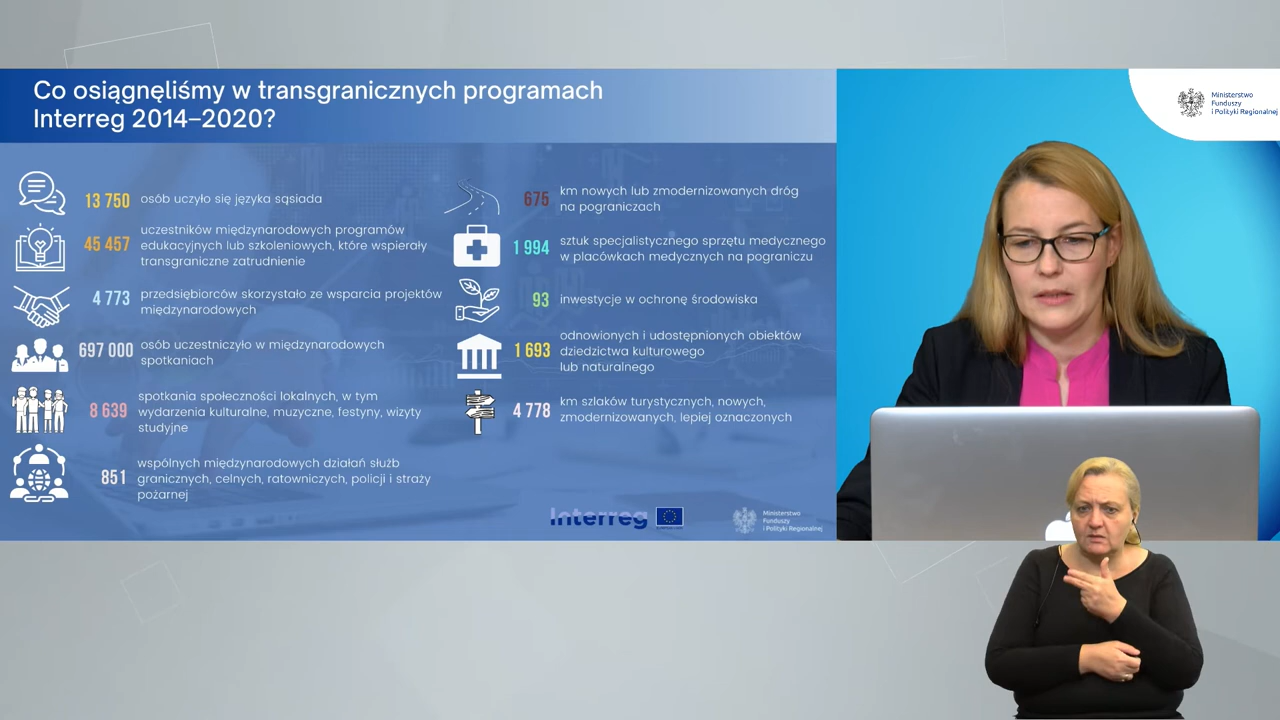 Co osiągnęliśmy w transgranicznych programach
Interreg 2014–2020?
13 750 osób uczyło się języka sąsiada
45 457 uczestników międzynarodowych programów
edukacyjnych lub szkoleniowych, które wspierały
transgraniczne zatrudnienie
4 773 przedsiębiorców skorzystało ze wsparcia projektów
międzynarodowych
697 000 osób uczestniczyło w międzynarodowych
spotkaniach
8 639 spotkania społeczności lokalnych, w tym
wydarzenia kulturalne, muzyczne, festyny, wizyty
studyjne
851 wspólnych międzynarodowych działań służb
granicznych, celnych, ratowniczych, policji i straży
pożarnej
675 km nowych lub zmodernizowanych dróg
na pograniczach
1 994 sztuk specjalistycznego sprzętu medycznego
w placówkach medycznych na pograniczu
93 inwestycje w ochronę środowiska
1 693 odnowionych i udostępnionych obiektów
dziedzictwa kulturowego
lub naturalnego
4 778 km szlaków turystycznych, nowych,
zmodernizowanych, lepiej oznaczonych
Interreg
Ministerstwo
Funduszy
i Polityki Regionalnej
Ministerstwo
Funduszy
i Polityki Regionalnej